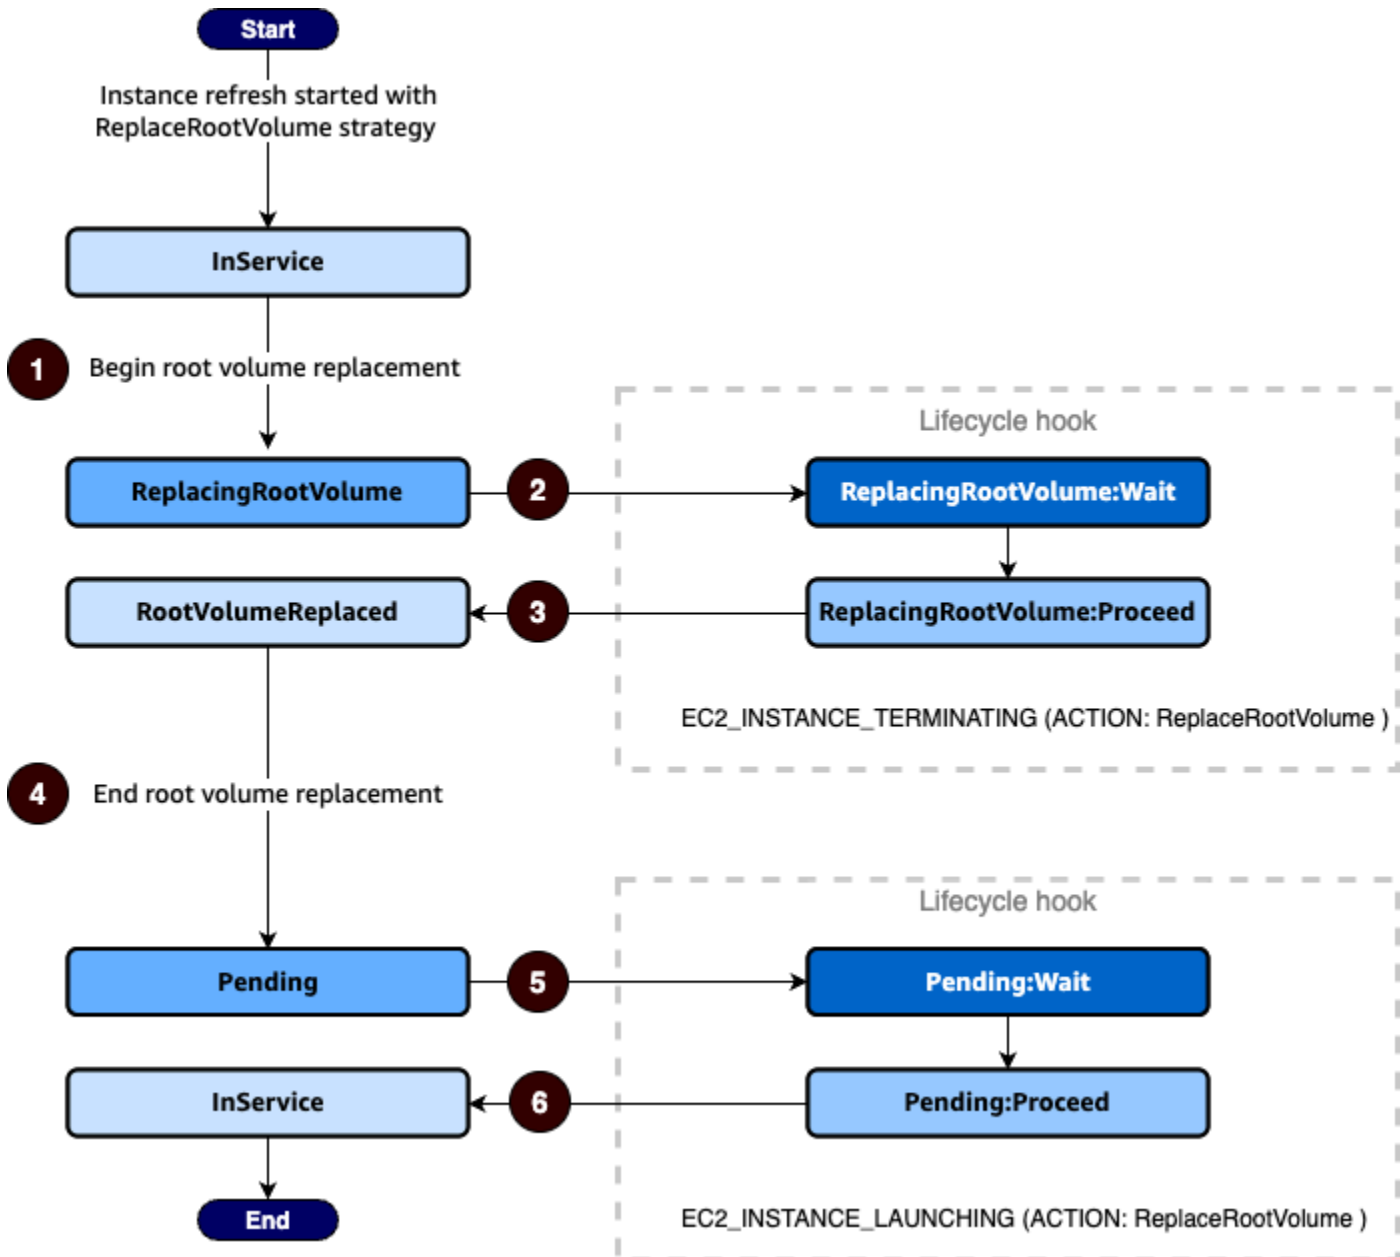 Start
Instance refresh started with
ReplaceRootVolume strategy
InService
1
Begin root volume replacement
Lifecycle hook
ReplacingRootVolume
2
ReplacingRootVolume:Wait
RootVolumeReplaced
3
ReplacingRootVolume:Proceed
EC2_INSTANCE_TERMINATING (ACTION: ReplaceRootVolume )
4
End root volume replacement
Lifecycle hook
Pending
5
Pending:Wait
InService
6
Pending:Proceed
End
EC2_INSTANCE_LAUNCHING (ACTION: ReplaceRootVolume )